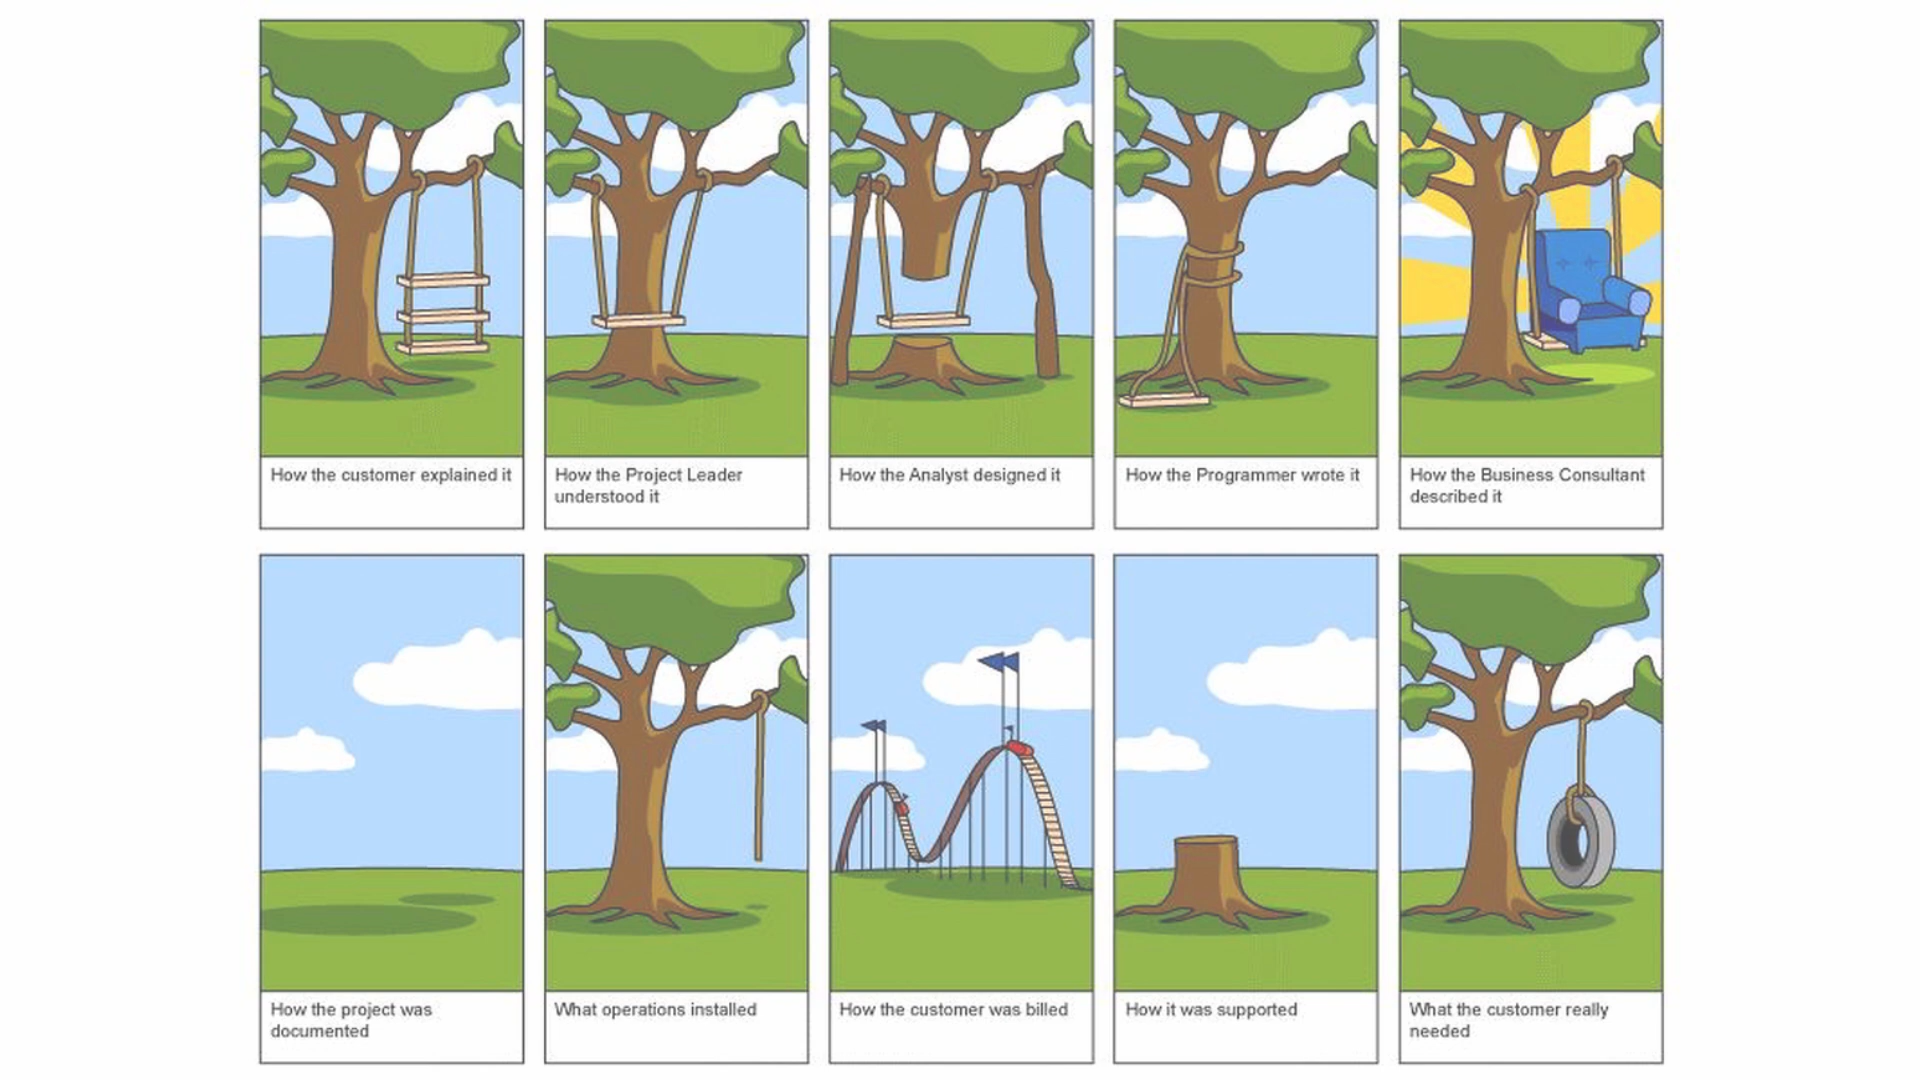 How the customer explained it
How the Project Leader
understood it
How the Analyst designed it
How the Programmer wrote it
How the Business Consultant
described it
How the project was
documented
What operations installed
How the customer was billed
How it was supported
What the customer really
needed